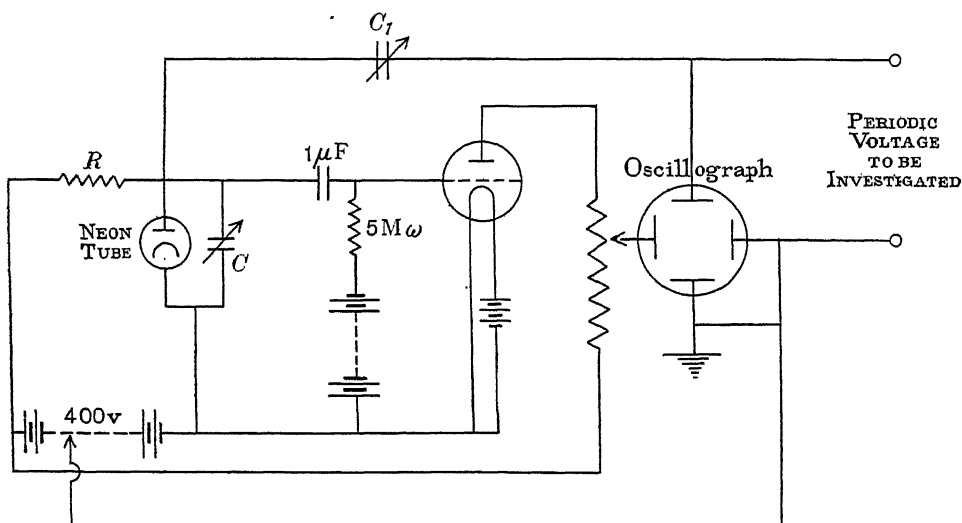 C₁
PERIODIC
VOLTAGE
TO BE
INVESTIGATED
R
1μF
Oscillograph
NEON
TUBE
C
5Mω
400v